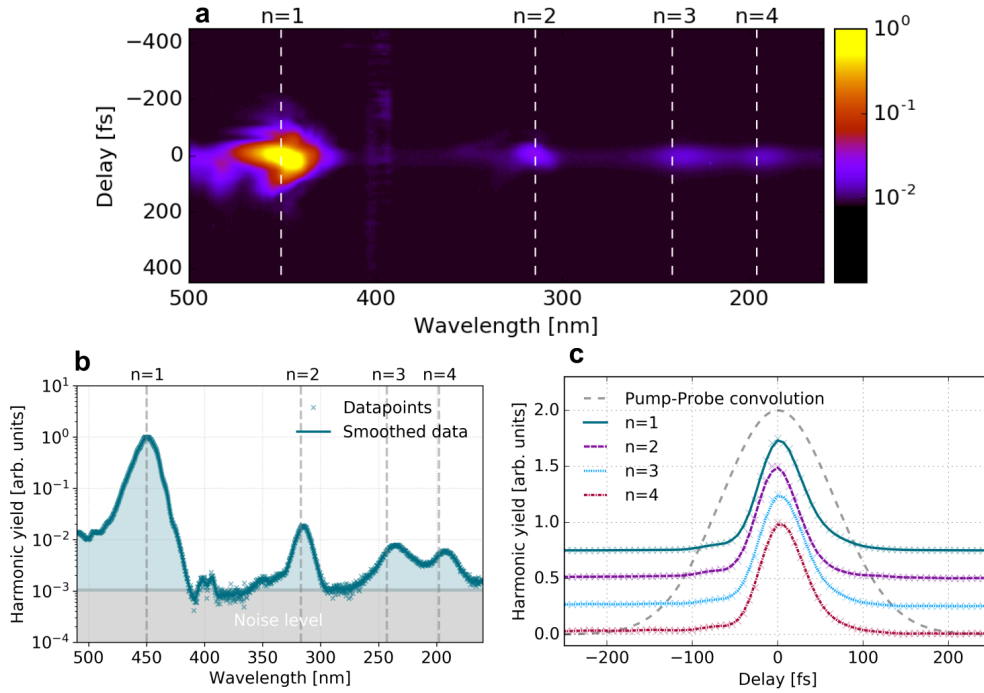 a
n=1 n=2 n=3 n=4
−400
−200
0
200
400
Delay [fs]
500 400 300 200
Wavelength [nm]
10^0
10^-1
10^-2
b
n=1 n=2 n=3 n=4
10^1
10^0
10^-1
10^-2
10^-3
10^-4
Harmonic yield [arb. units]
Datapoints
Smoothed data
Noise level
500 450 400 350 300 250 200
Wavelength [nm]
c
Pump-Probe convolution
n=1
n=2
n=3
n=4
2.0
1.5
1.0
0.5
0.0
Harmonic yield [arb. units]
−200 −100 0 100 200
Delay [fs]